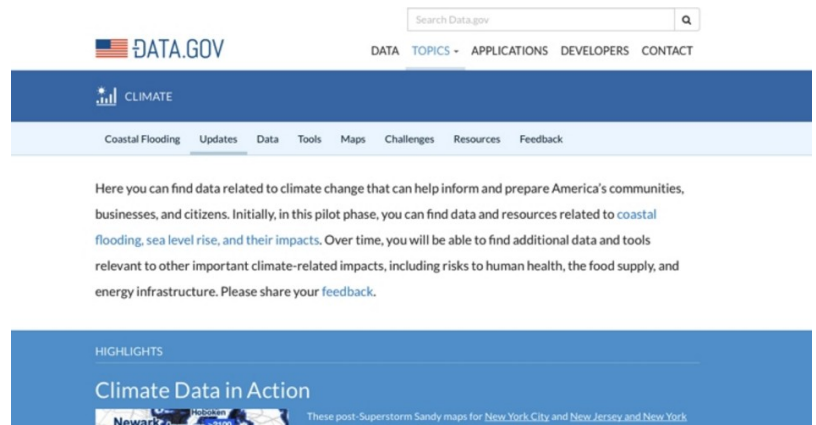 Search Data.gov
DATA.GOV
DATA TOPICS APPLICATIONS DEVELOPERS CONTACT
CLIMATE
Coastal Flooding Updates Data Tools Maps Challenges Resources Feedback
Here you can find data related to climate change that can help inform and prepare America's communities,
businesses, and citizens. Initially, in this pilot phase, you can find data and resources related to coastal
flooding, sea level rise, and their impacts. Over time, you will be able to find additional data and tools
relevant to other important climate-related impacts, including risks to human health, the food supply, and
energy infrastructure. Please share your feedback.
HIGHLIGHTS
Climate Data in Action
Hoboken
Newark
These post-Superstorm Sandy maps for New York City and New Jersey and New York